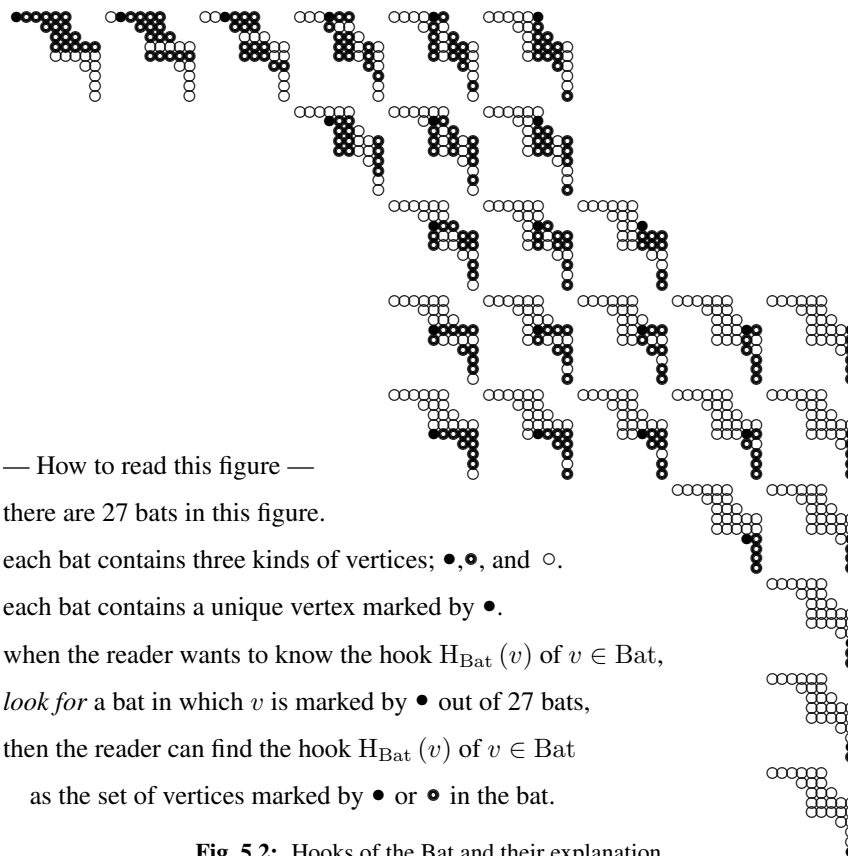 — How to read this figure —
there are 27 bats in this figure.
each bat contains three kinds of vertices; ●,⊙, and ○.
each bat contains a unique vertex marked by ●.
when the reader wants to know the hook H_Bat (v) of v ∈ Bat,
look for a bat in which v is marked by ● out of 27 bats,
then the reader can find the hook H_Bat (v) of v ∈ Bat
as the set of vertices marked by ● or ⊙ in the bat.
Fig. 5.2: Hooks of the Bat and their explanation